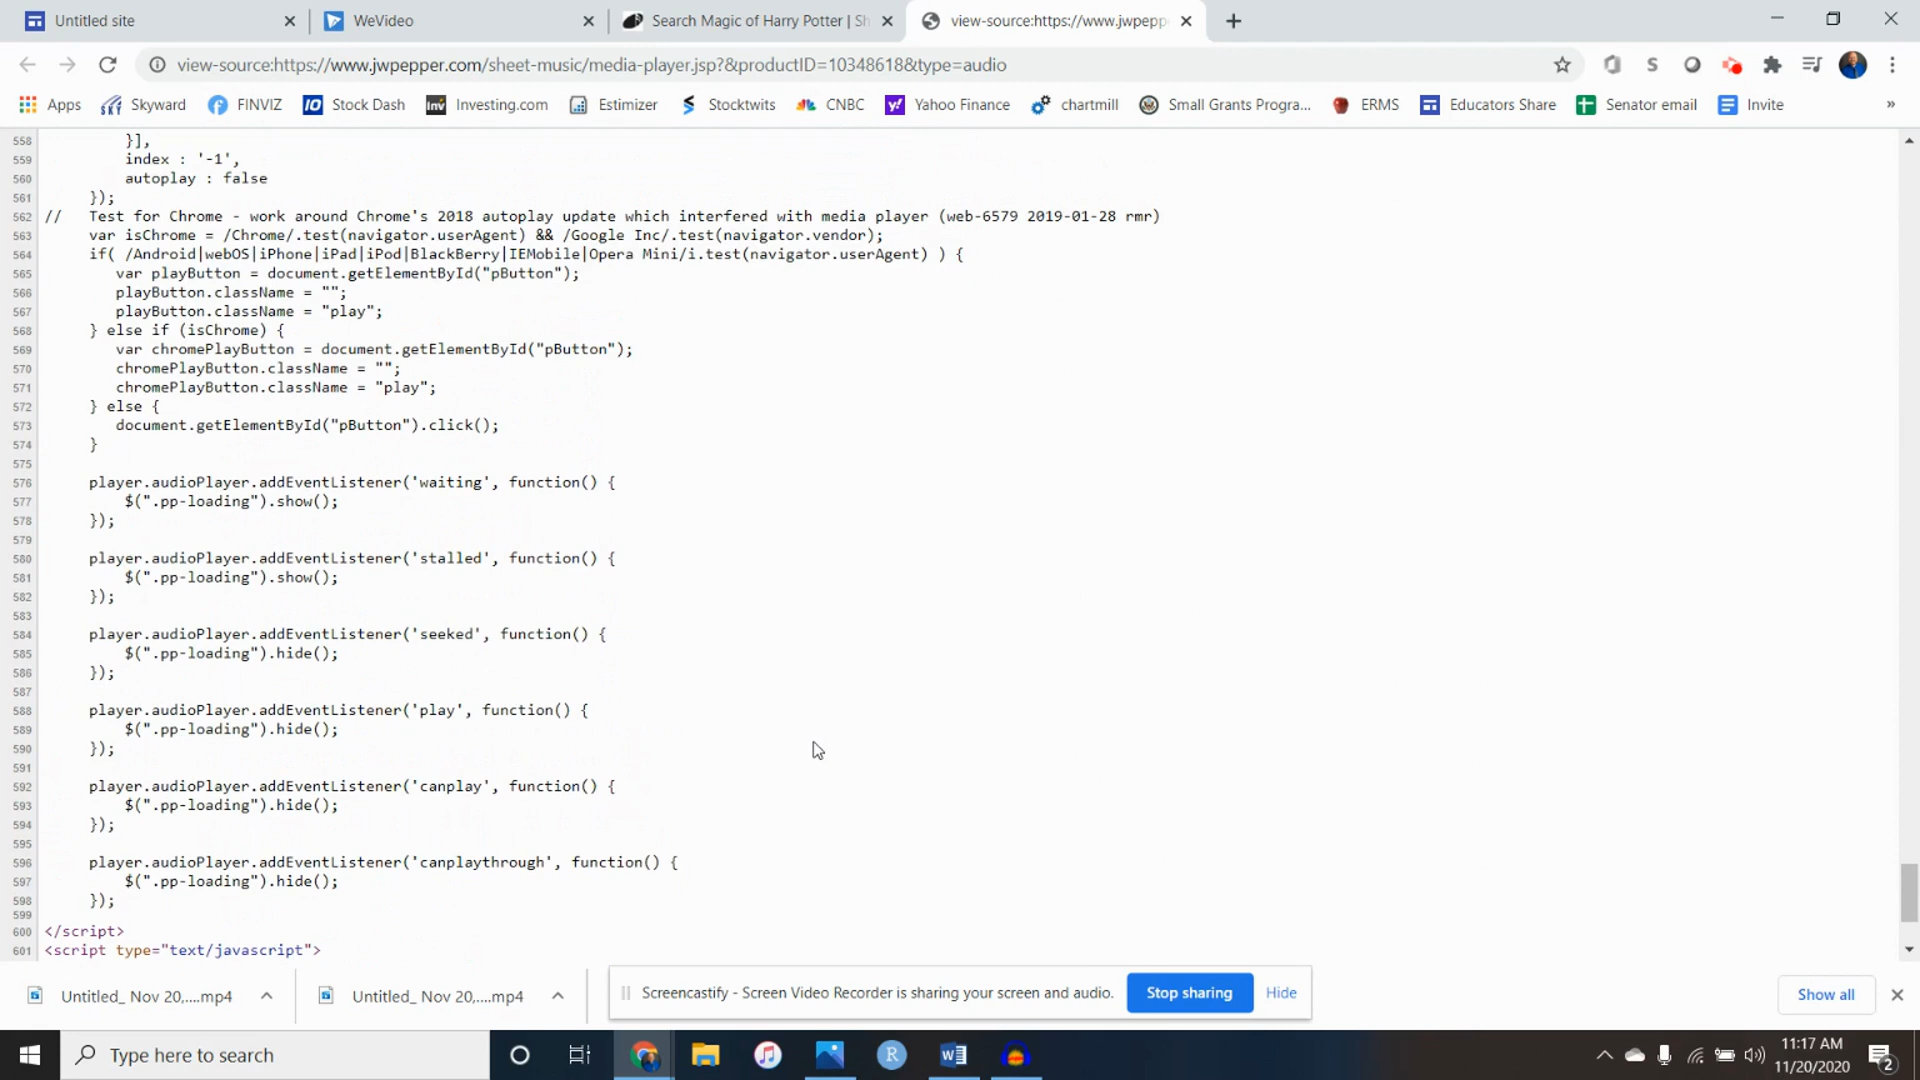 Untitled site
WeVideo
Search Magic of Harry Potter | Sh
view-source:https://www.jwpeppe
view-source:https://www.jwpepper.com/sheet-music/media-player.jsp?&productID=10348618&type=audio
Apps Skyward FINVIZ Stock Dash Investing.com Estimizer Stocktwits CNBC Yahoo Finance chartmill Small Grants Progra... ERMS Educators Share Senator email Invite »
558 }],
559 index : '-1',
560 autoplay : false
561 });
562 // Test for Chrome - work around Chrome's 2018 autoplay update which interfered with media player (web-6579 2019-01-28 rmr)
563 var isChrome = /Chrome/.test(navigator.userAgent) && /Google Inc/.test(navigator.vendor);
564 if( /Android|webOS|iPhone|iPad|iPod|BlackBerry|IEMobile|Opera Mini/i.test(navigator.userAgent) ) {
565 var playButton = document.getElementById("pButton");
566 playButton.className = "";
567 playButton.className = "play";
568 } else if (isChrome) {
569 var chromePlayButton = document.getElementById("pButton");
570 chromePlayButton.className = "";
571 chromePlayButton.className = "play";
572 } else {
573 document.getElementById("pButton").click();
574 }
575
576 player.audioPlayer.addEventListener('waiting', function() {
577 $(".pp-loading").show();
578 });
579
580 player.audioPlayer.addEventListener('stalled', function() {
581 $(".pp-loading").show();
582 });
583
584 player.audioPlayer.addEventListener('seeked', function() {
585 $(".pp-loading").hide();
586 });
587
588 player.audioPlayer.addEventListener('play', function() {
589 $(".pp-loading").hide();
590 });
591
592 player.audioPlayer.addEventListener('canplay', function() {
593 $(".pp-loading").hide();
594 });
595
596 player.audioPlayer.addEventListener('canplaythrough', function() {
597 $(".pp-loading").hide();
598 });
599
600 </script>
601 <script type="text/javascript">
Untitled_ Nov 20,....mp4
Untitled_ Nov 20,....mp4
Screencastify - Screen Video Recorder is sharing your screen and audio.
Stop sharing
Hide
Show all
Type here to search
11:17 AM
11/20/2020
2